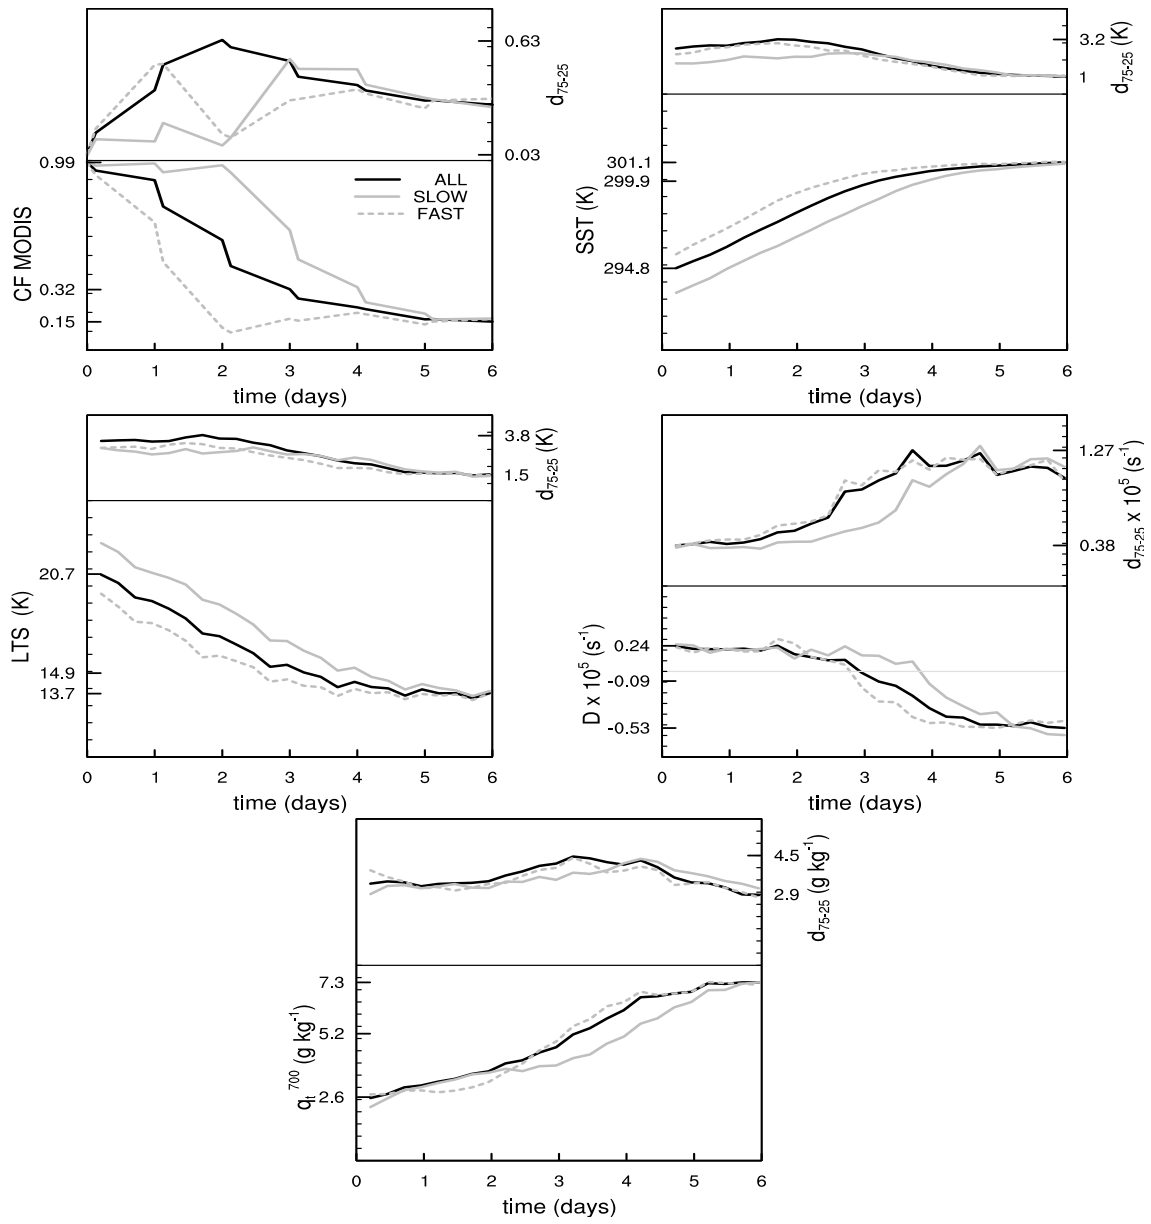 0.63
d75-25
0.03
CF MODIS
0.99
0.32
0.15
ALL
SLOW
FAST
0 1 2 3 4 5 6
time (days)
3.2
1
d75-25 (K)
SST (K)
301.1
299.9
294.8
0 1 2 3 4 5 6
time (days)
3.8
1.5
d75-25 (K)
LTS (K)
20.7
14.9
13.7
0 1 2 3 4 5 6
time (days)
1.27
0.38
d75-25 x 10⁵ (s⁻¹)
D x 10⁵ (s⁻¹)
0.24
-0.09
-0.53
0 1 2 3 4 5 6
time (days)
4.5
2.9
d75-25 (g kg⁻¹)
qt⁷⁰⁰ (g kg⁻¹)
7.3
5.2
2.6
0 1 2 3 4 5 6
time (days)